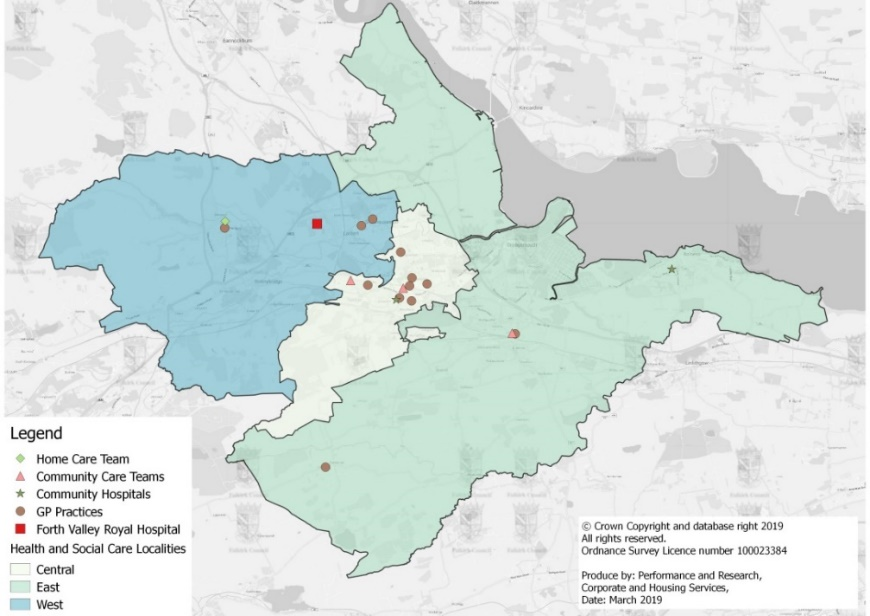 Legend
Home Care Team
Community Care Teams
Community Hospitals
GP Practices
Forth Valley Royal Hospital
Health and Social Care Localities
Central
East
West
© Crown Copyright and database right 2019
All rights reserved.
Ordnance Survey Licence number 100023384
Produce by: Performance and Research,
Corporate and Housing Services,
Date: March 2019